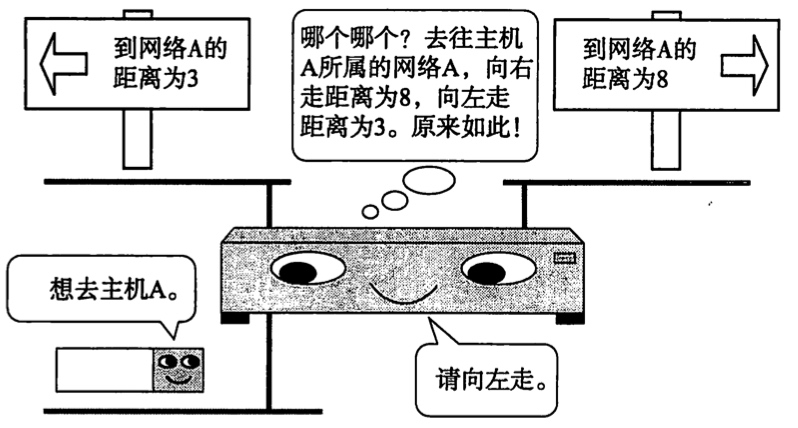 到网络A的
距离为3
哪个哪个？去往主机
A所属的网络A，向右
走距离为8，向左走
距离为3。原来如此！
到网络A的
距离为8
想去主机A。
请向左走。